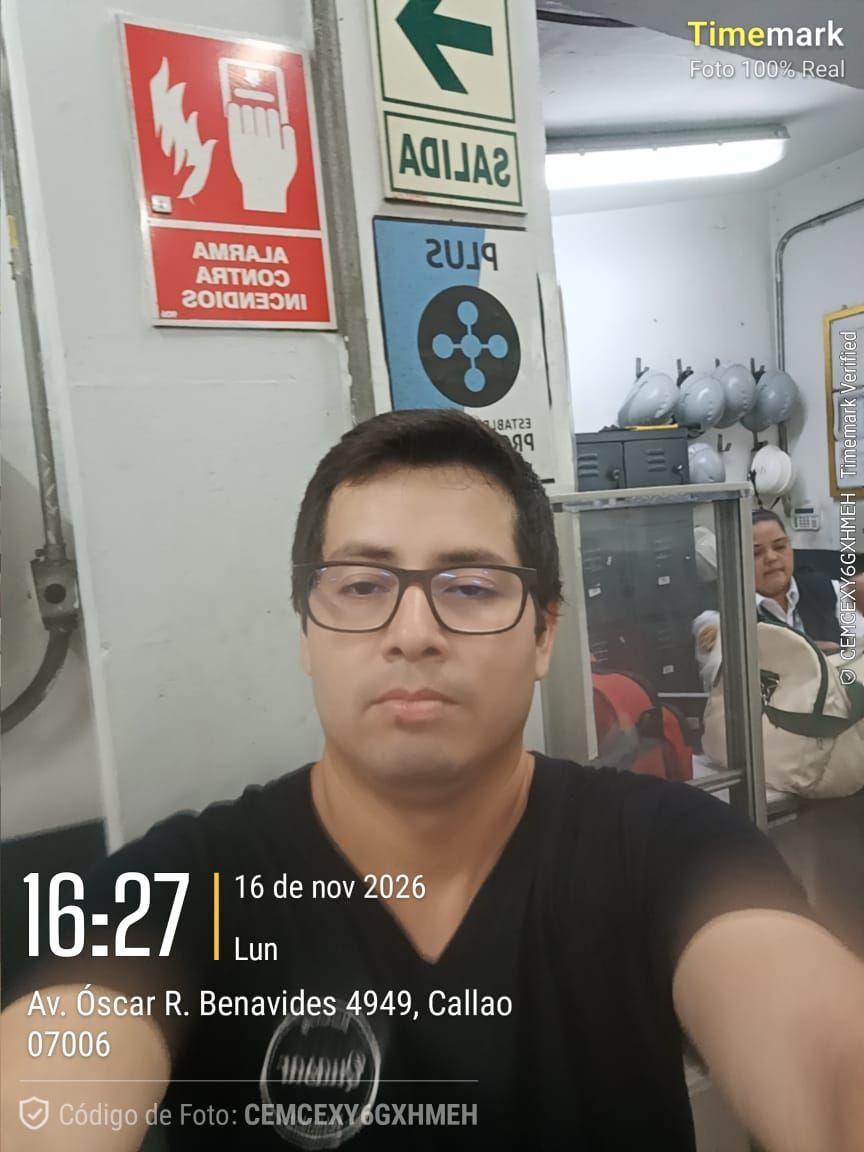 Timemark
Foto 100% Real
SALIDA
ALARMA
CONTRA
INCENDIOS
PLUS
Timemark Verified
CEMCEXY6GXHMEH
16:27
16 de nov 2026
Lun
Av. Óscar R. Benavides 4949, Callao
07006
Código de Foto: CEMCEXY6GXHMEH